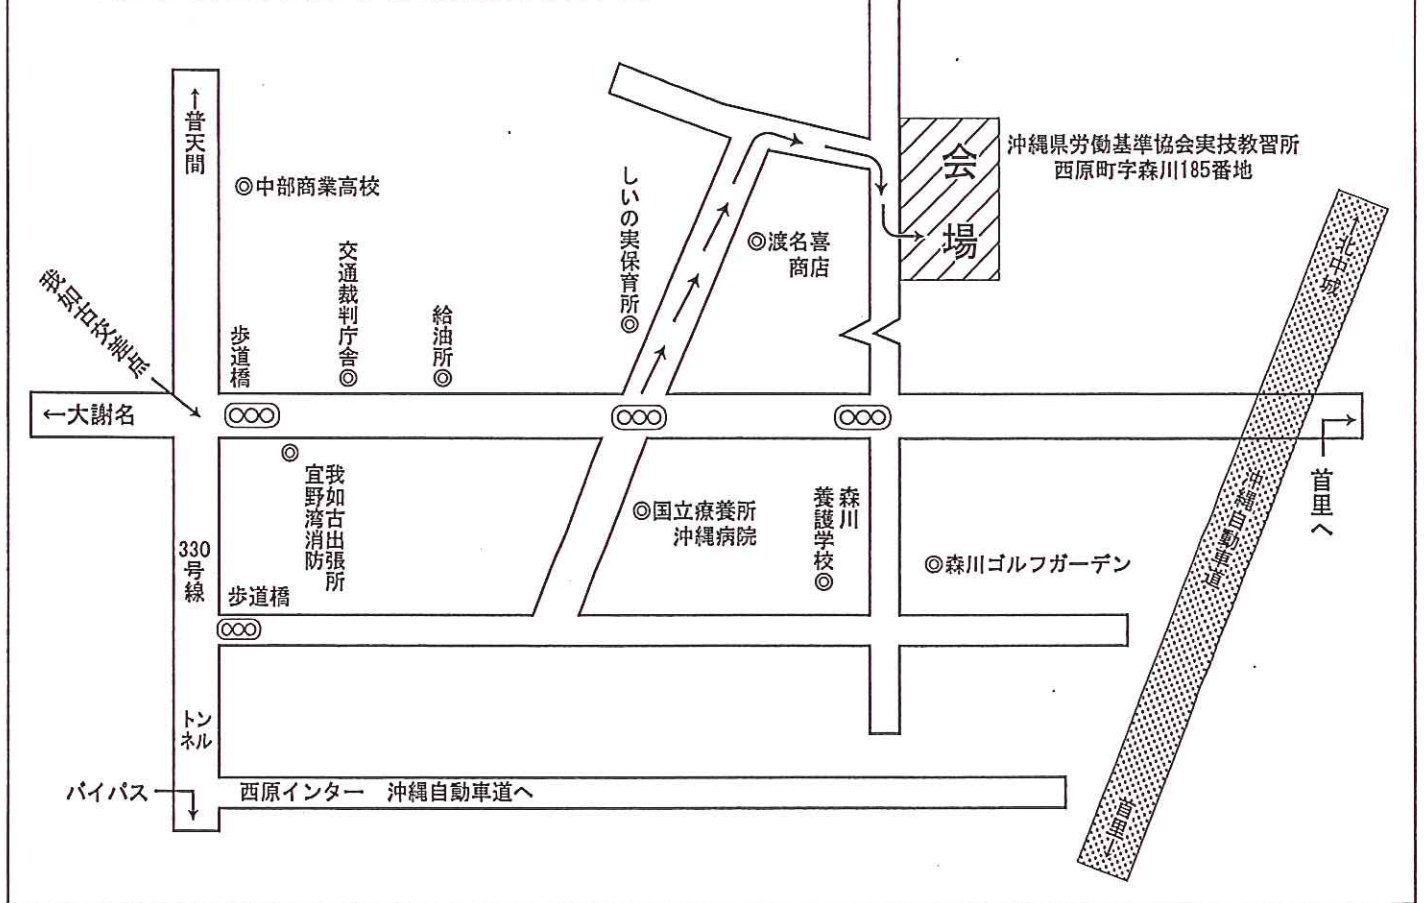 ↑普天間
◎中部商業高校
しいの実保育所◎
会場
沖縄県労働基準協会実技教習所
西原町字森川185番地
◎渡名喜
商店
↑北中城
我如古交差点
歩道橋
交通裁判庁舎◎
給油所◎
←大謝名
首里へ
◎
我如古出張所
宜野湾消防
◎国立療養所
沖縄病院
森川
養護学校◎
◎森川ゴルフガーデン
沖縄自動車道
330号線
歩道橋
トンネル
バイパス
西原インター 沖縄自動車道へ
首里↓